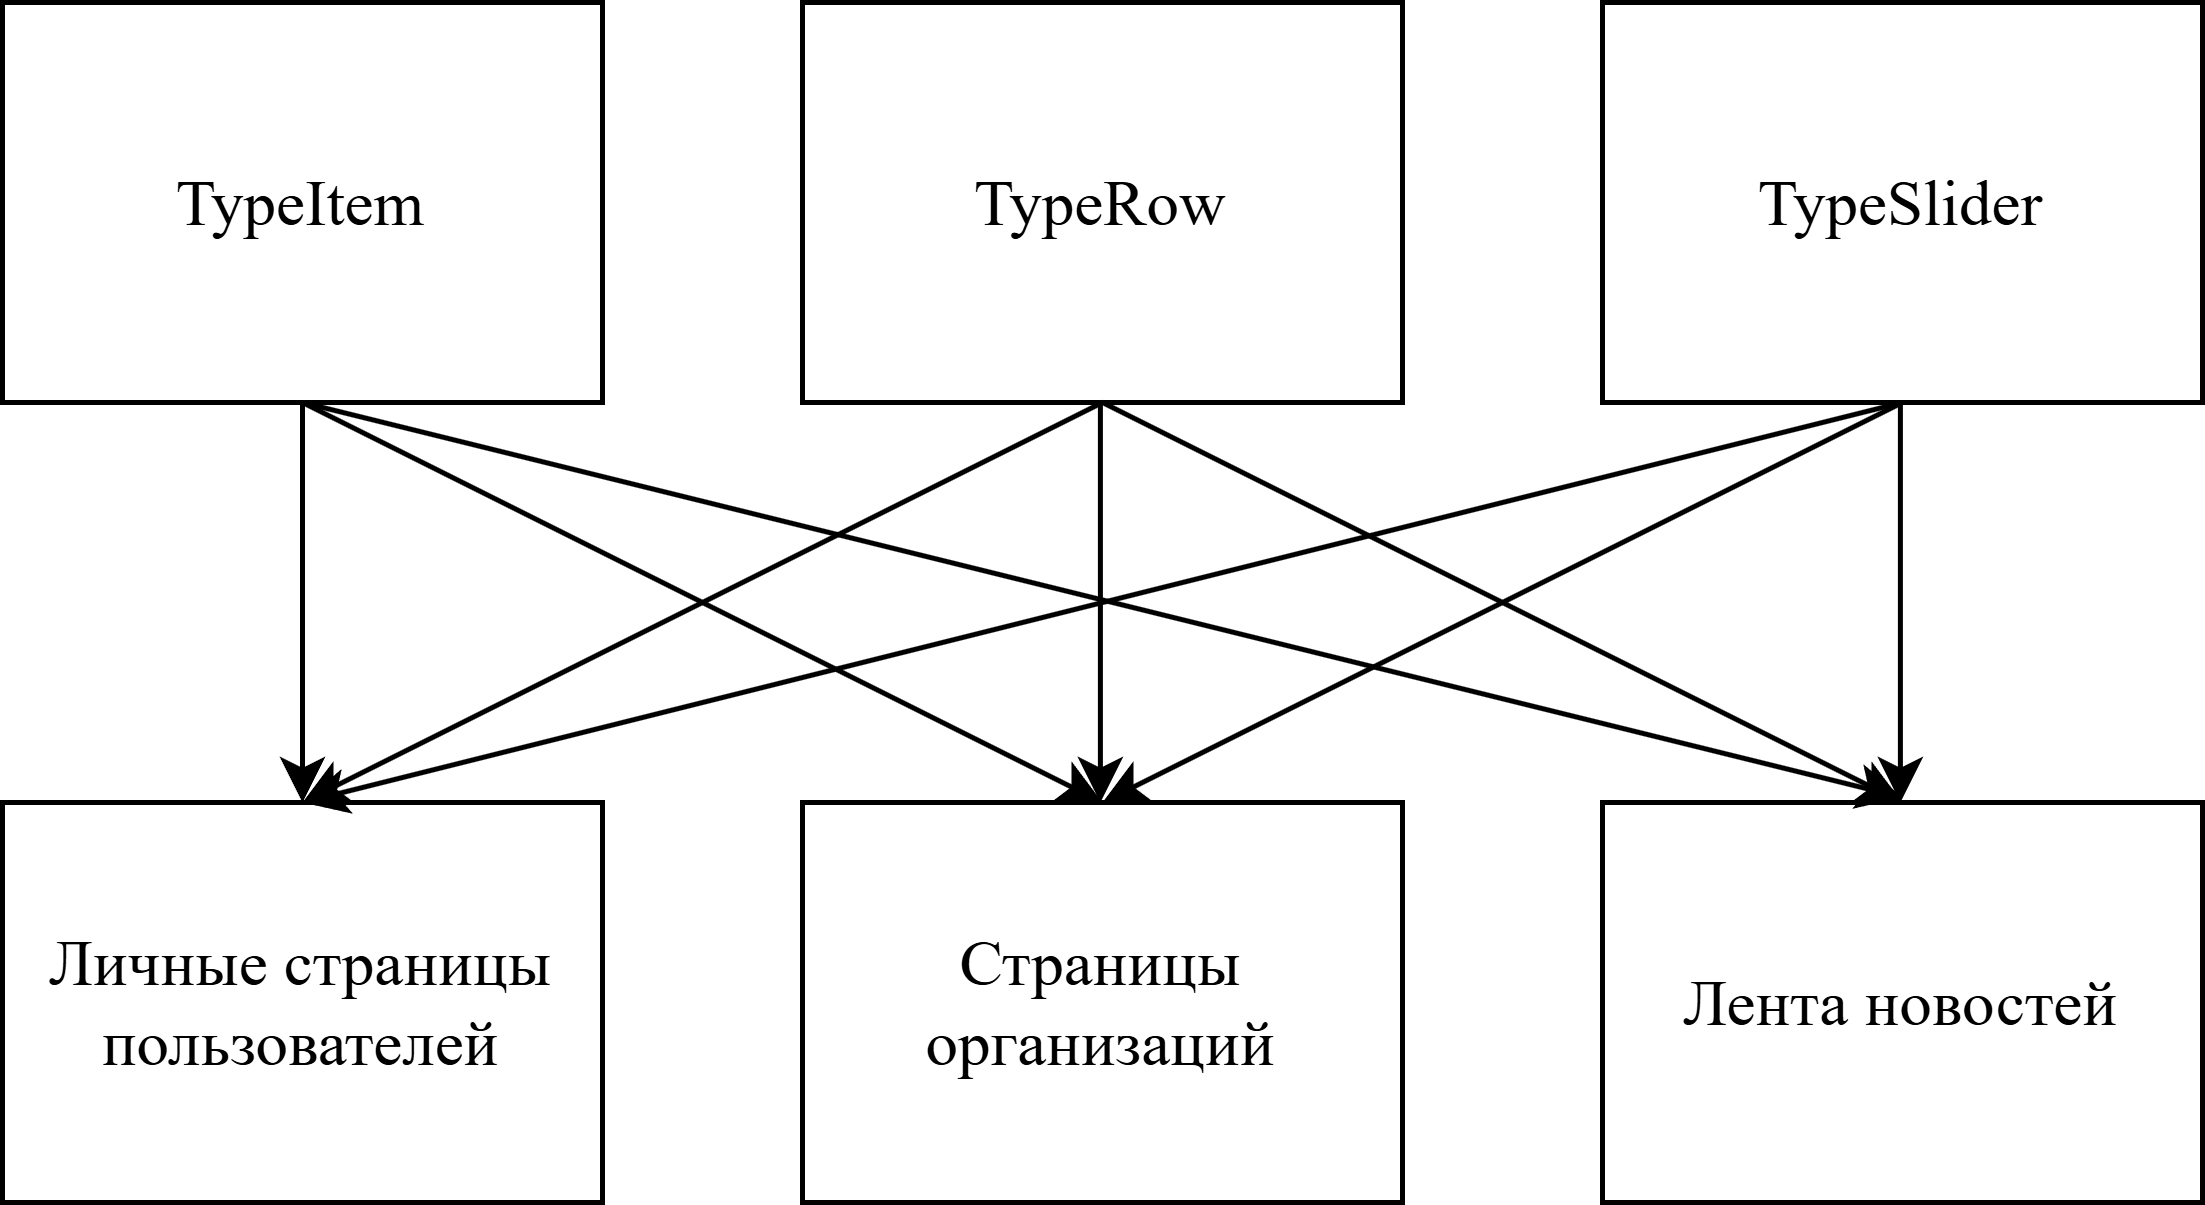 TypeItem
TypeRow
TypeSlider
Личные страницы
пользователей
Страницы
организаций
Лента новостей